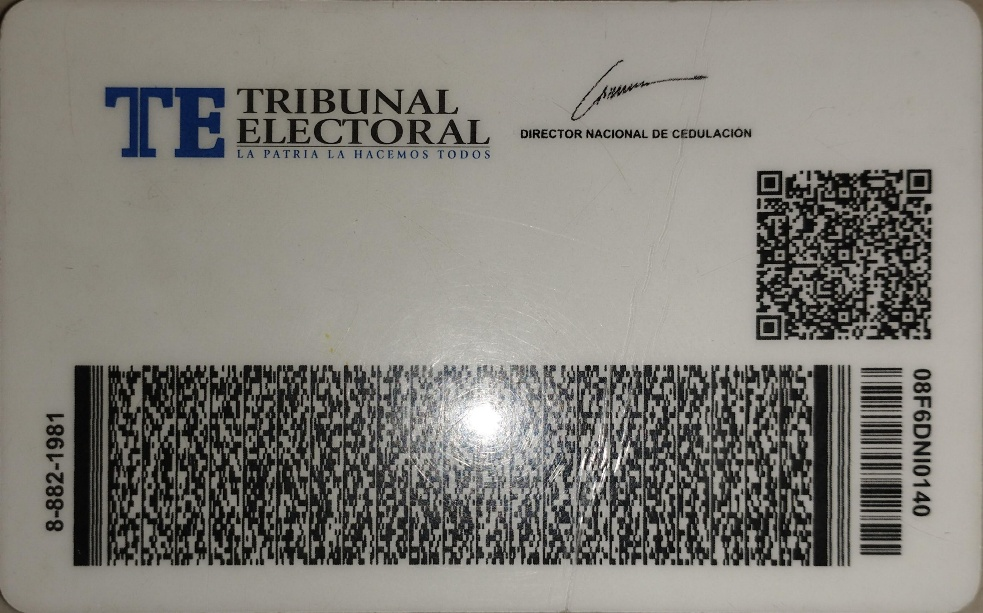 TE TRIBUNAL
ELECTORAL
LA PATRIA LA HACEMOS TODOS
DIRECTOR NACIONAL DE CEDULACIÓN
8-882-1981
08F6DNI0140